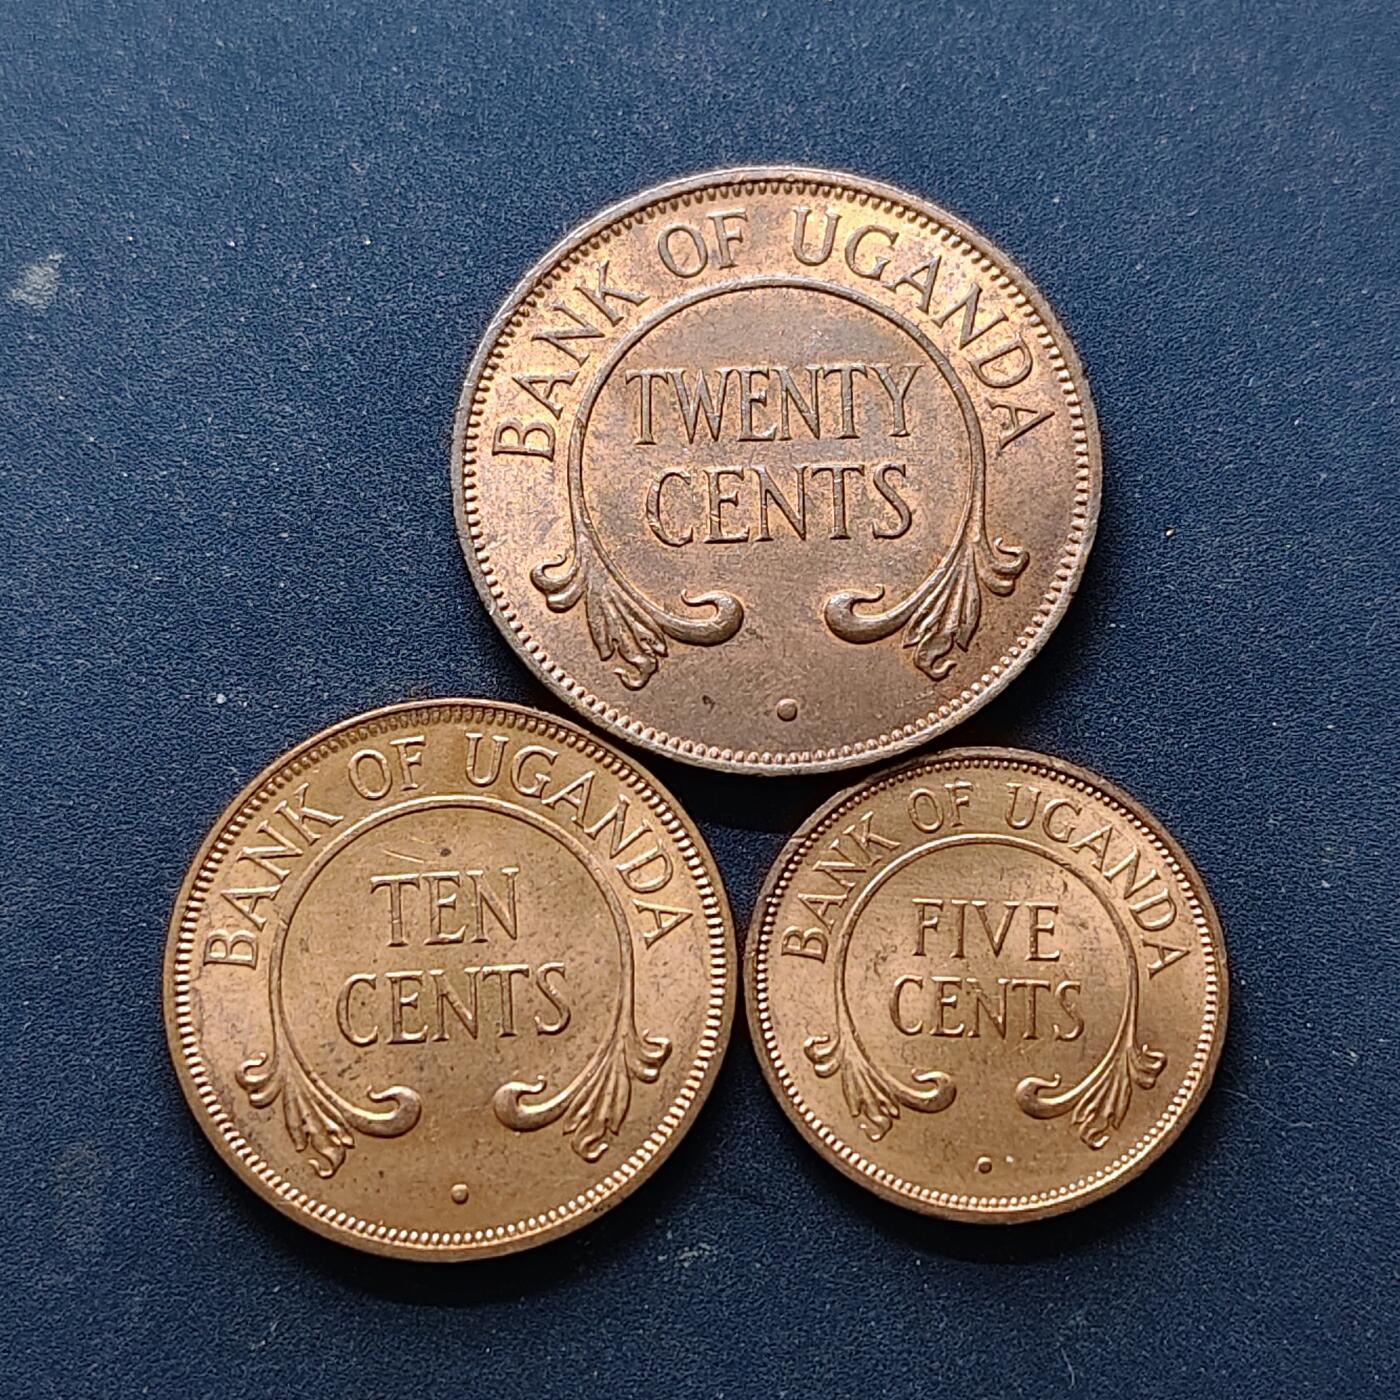 BANK OF UGANDA
TWENTY
CENTS
BANK OF UGANDA
TEN
CENTS
BANK OF UGANDA
FIVE
CENTS